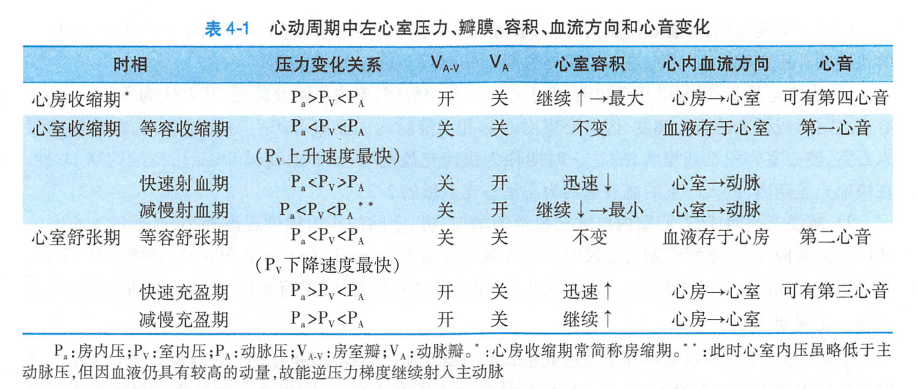 表 4-1 心动周期中左心室压力、瓣膜、容积、血流方向和心音变化
时相 压力变化关系 V_A-V V_A 心室容积 心内血流方向 心音
心房收缩期* P_a>P_V<P_A 开 关 继续↑→最大 心房→心室 可有第四心音
心室收缩期 等容收缩期 P_a<P_V<P_A 关 关 不变 血液存于心室 第一心音
(P_V上升速度最快)
快速射血期 P_a<P_V>P_A 关 开 迅速↓ 心室→动脉
减慢射血期 P_a<P_V<P_A** 关 开 继续↓→最小 心室→动脉
心室舒张期 等容舒张期 P_a<P_V<P_A 关 关 不变 血液存于心房 第二心音
(P_V下降速度最快)
快速充盈期 P_a>P_V<P_A 开 关 迅速↑ 心房→心室 可有第三心音
减慢充盈期 P_a>P_V<P_A 开 关 继续↑ 心房→心室
P_a:房内压;P_V:室内压;P_A:动脉压;V_A-V:房室瓣;V_A:动脉瓣。*:心房收缩期常简称房缩期。**:此时心室内压虽略低于主
动脉压,但因血液仍具有较高的动量,故能逆压力梯度继续射入主动脉